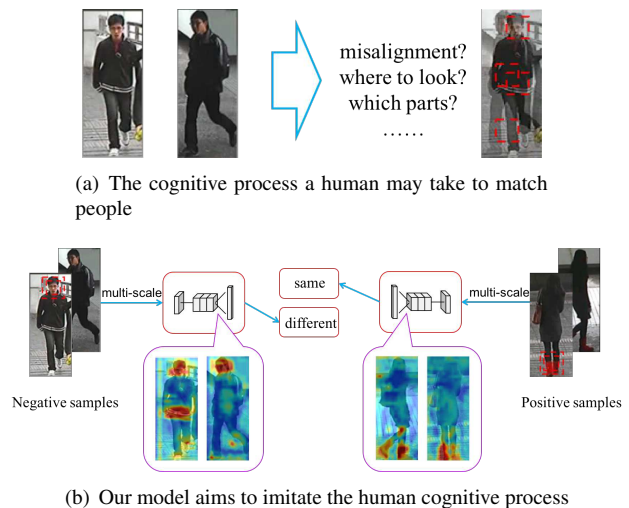 misalignment?
where to look?
which parts?
……
(a) The cognitive process a human may take to match
people
multi-scale
same
different
multi-scale
Negative samples
Positive samples
(b) Our model aims to imitate the human cognitive process